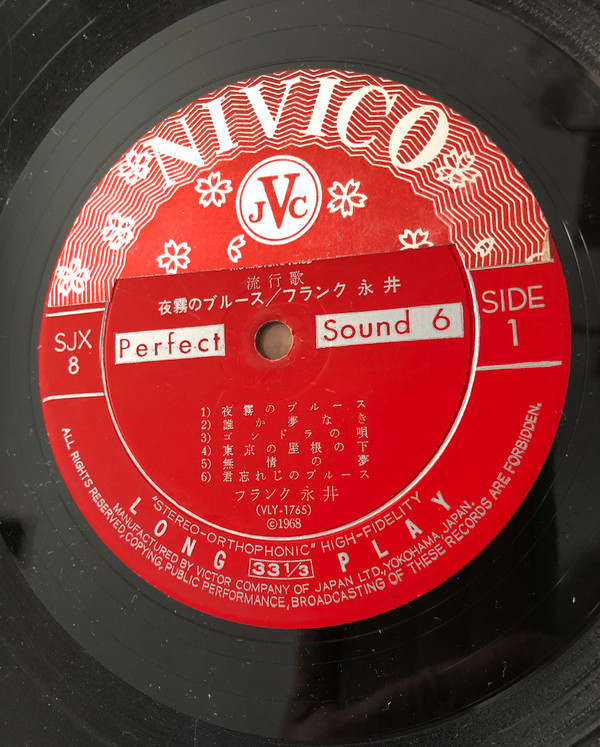 NIVICO
JVC
流行歌
夜霧のブルース/フランク 永井
SJX
8
Perfect
Sound 6
SIDE
1
1) 夜霧のブルース
2) 誰か夢なき
3) ゴンドラの唄
4) 東京の屋根の下
5) 無情の夢
6) 君忘れじのブルース
フランク 永井
(VLY-1765)
©1968
"STEREO-ORTHOPHONIC" HIGH-FIDELITY
LONG 33 1/3 PLAY
MANUFACTURED BY VICTOR COMPANY OF JAPAN LTD., YOKOHAMA, JAPAN.
ALL RIGHTS RESERVED, COPYING, PUBLIC PERFORMANCE, BROADCASTING OF THESE RECORDS ARE FORBIDDEN.